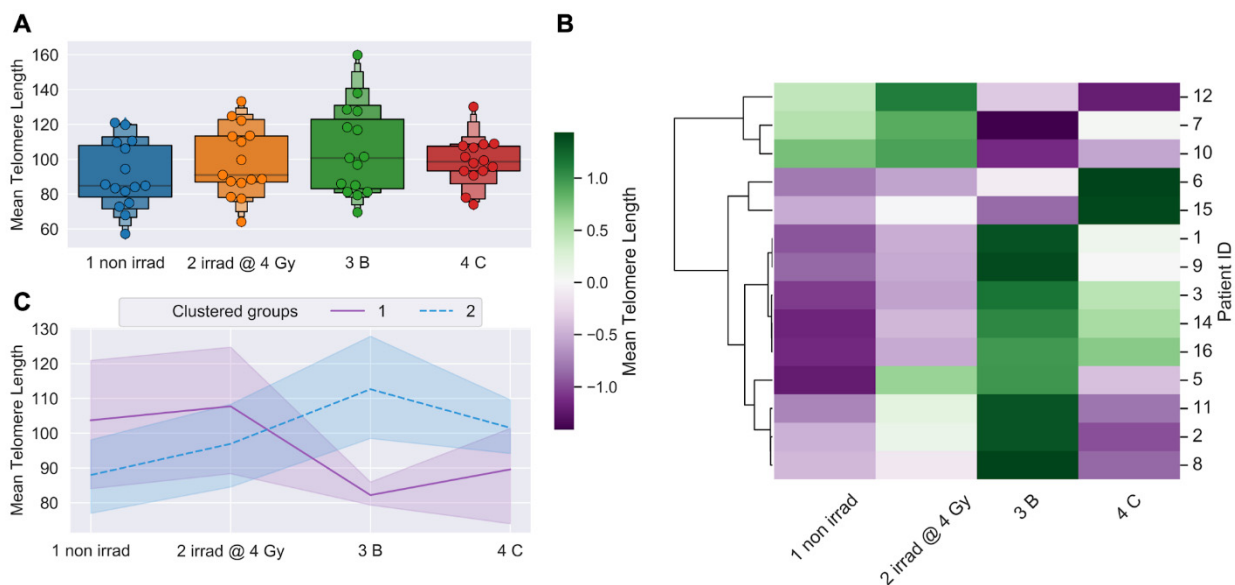 A
Mean Telomere Length
160
140
120
100
80
60
1 non irrad
2 irrad @ 4 Gy
3 B
4 C
B
1.0
0.5
0.0
−0.5
−1.0
Mean Telomere Length
12
7
10
6
15
1
9
3
14
16
5
11
2
8
Patient ID
1 non irrad
2 irrad @ 4 Gy
3 B
4 C
C
Clustered groups 1 2
Mean Telomere Length
130
120
110
100
90
80
1 non irrad
2 irrad @ 4 Gy
3 B
4 C